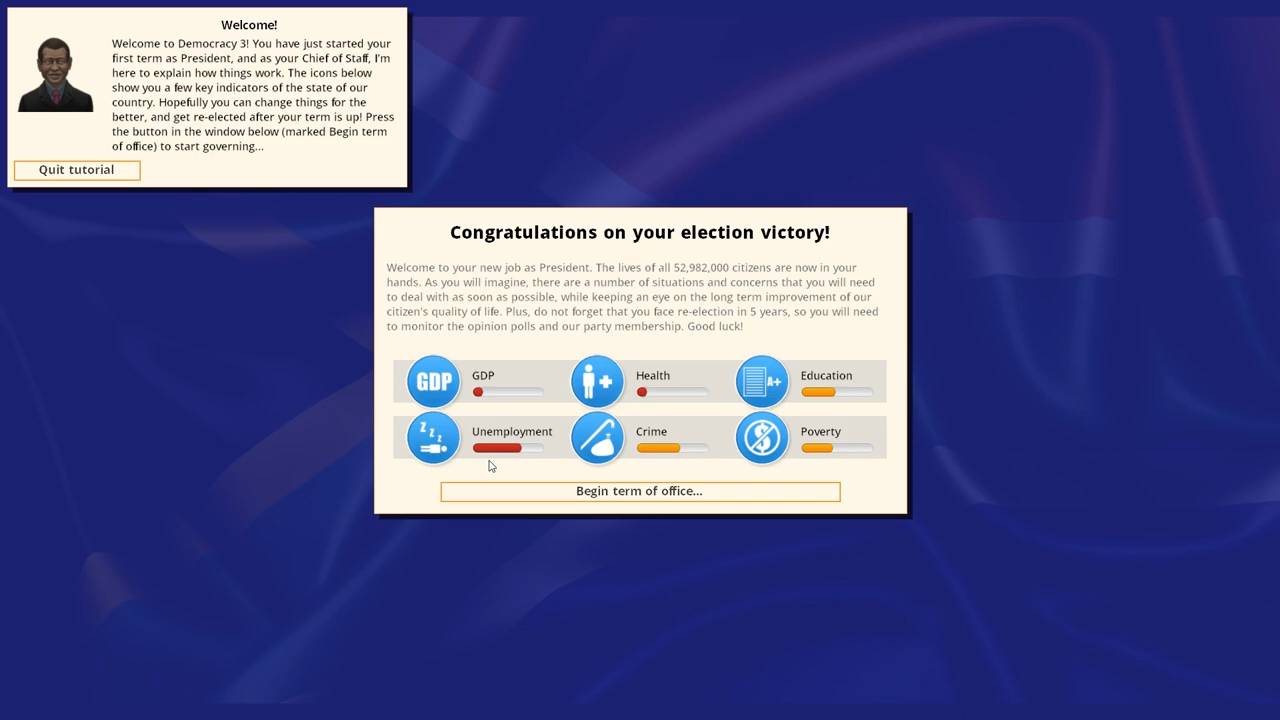 Welcome!
Welcome to Democracy 3! You have just started your
first term as President, and as your Chief of Staff, I'm
here to explain how things work. The icons below
show you a few key indicators of the state of our
country. Hopefully you can change things for the
better, and get re-elected after your term is up! Press
the button in the window below (marked Begin term
of office) to start governing...
Quit tutorial
Congratulations on your election victory!
Welcome to your new job as President. The lives of all 52,982,000 citizens are now in your
hands. As you will imagine, there are a number of situations and concerns that you will need
to deal with as soon as possible, while keeping an eye on the long term improvement of our
citizen's quality of life. Plus, do not forget that you face re-election in 5 years, so you will need
to monitor the opinion polls and our party membership. Good luck!
GDP GDP
Health
A+ Education
Z Z Z Unemployment
Crime
$ Poverty
Begin term of office...